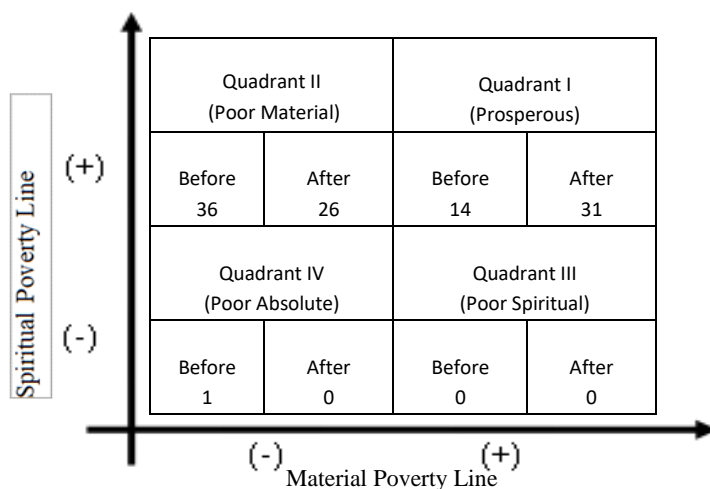 Quadrant II
(Poor Material)
Quadrant I
(Prosperous)
Before
36
After
26
Before
14
After
31
Quadrant IV
(Poor Absolute)
Quadrant III
(Poor Spiritual)
Before
1
After
0
Before
0
After
0
Spiritual Poverty Line
(+)
(-)
(-)
(+)
Material Poverty Line